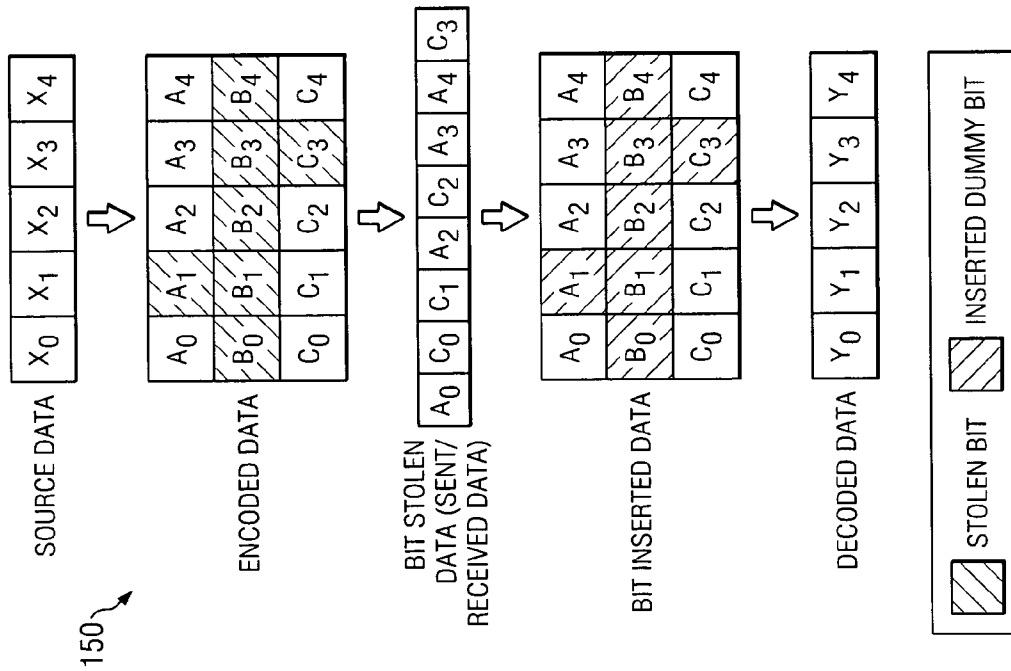 150
SOURCE DATA
X₀ X₁ X₂ X₃ X₄
ENCODED DATA
A₀ A₁ A₂ A₃ A₄
B₀ B₁ B₂ B₃ B₄
C₀ C₁ C₂ C₃ C₄
BIT STOLEN
DATA (SENT/
RECEIVED DATA)
A₀ C₀ C₁ A₂ C₂ A₃ A₄ C₃
BIT INSERTED DATA
A₀ A₁ A₂ A₃ A₄
B₀ B₁ B₂ B₃ B₄
C₀ C₁ C₂ C₃ C₄
DECODED DATA
Y₀ Y₁ Y₂ Y₃ Y₄
STOLEN BIT
INSERTED DUMMY BIT